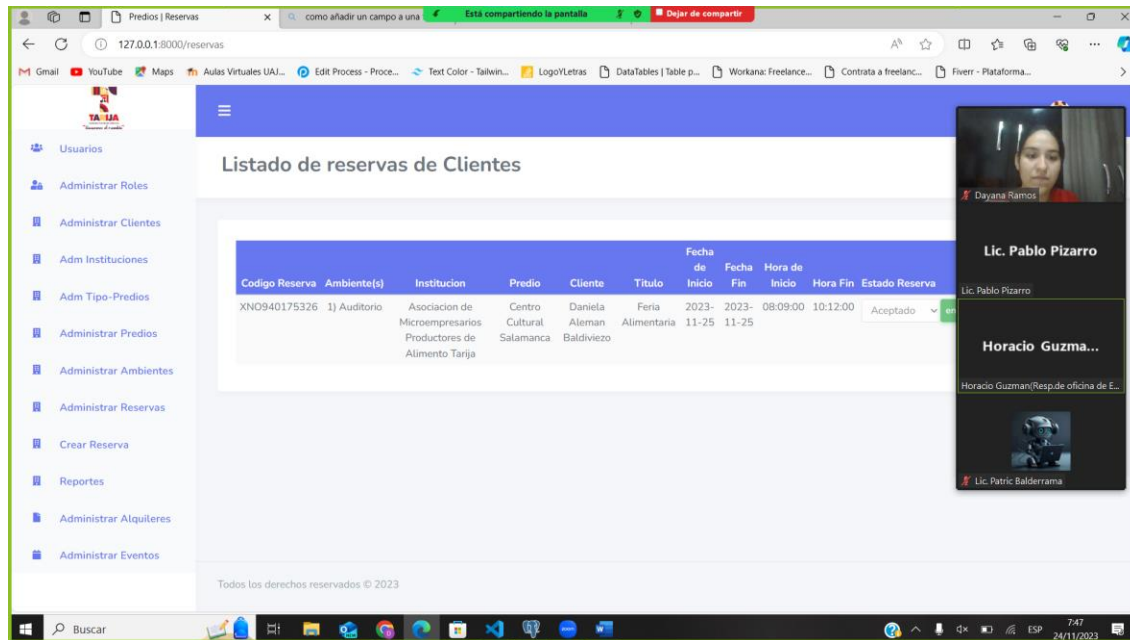 Predios | Reservas
como añadir un campo a una
Está compartiendo la pantalla
Dejar de compartir
127.0.0.1:8000/reservas
Gmail
YouTube
Maps
Aulas Virtuales UAJ...
Edit Process - Proce...
Text Color - Tailwin...
LogoYLetras
DataTables | Table p...
Workana: Freelance...
Contrata a freelanc...
Fiverr - Plataforma...
TARIJA
Usuarios
Administrar Roles
Administrar Clientes
Adm Instituciones
Adm Tipo-Predios
Administrar Predios
Administrar Ambientes
Administrar Reservas
Crear Reserva
Reportes
Administrar Alquileres
Administrar Eventos
Listado de reservas de Clientes
Codigo Reserva
Ambiente(s)
Institucion
Predio
Cliente
Titulo
Fecha
de
Inicio
Fecha
Fin
Hora de
Inicio
Hora Fin
Estado Reserva
XNO940175326
1) Auditorio
Asociacion de
Microempresarios
Productores de
Alimento Tarija
Centro
Cultural
Salamanca
Daniela
Aleman
Baldiviezo
Feria
Alimentaria
2023-
11-25
2023-
11-25
08:09:00
10:12:00
Aceptado
en
Todos los derechos reservados © 2023
Dayana Ramos
Lic. Pablo Pizarro
Lic. Pablo Pizarro
Horacio Guzma...
Horacio Guzman(Resp.de oficina de E...
Lic. Patric Balderrama
Buscar
ESP
7:47
24/11/2023